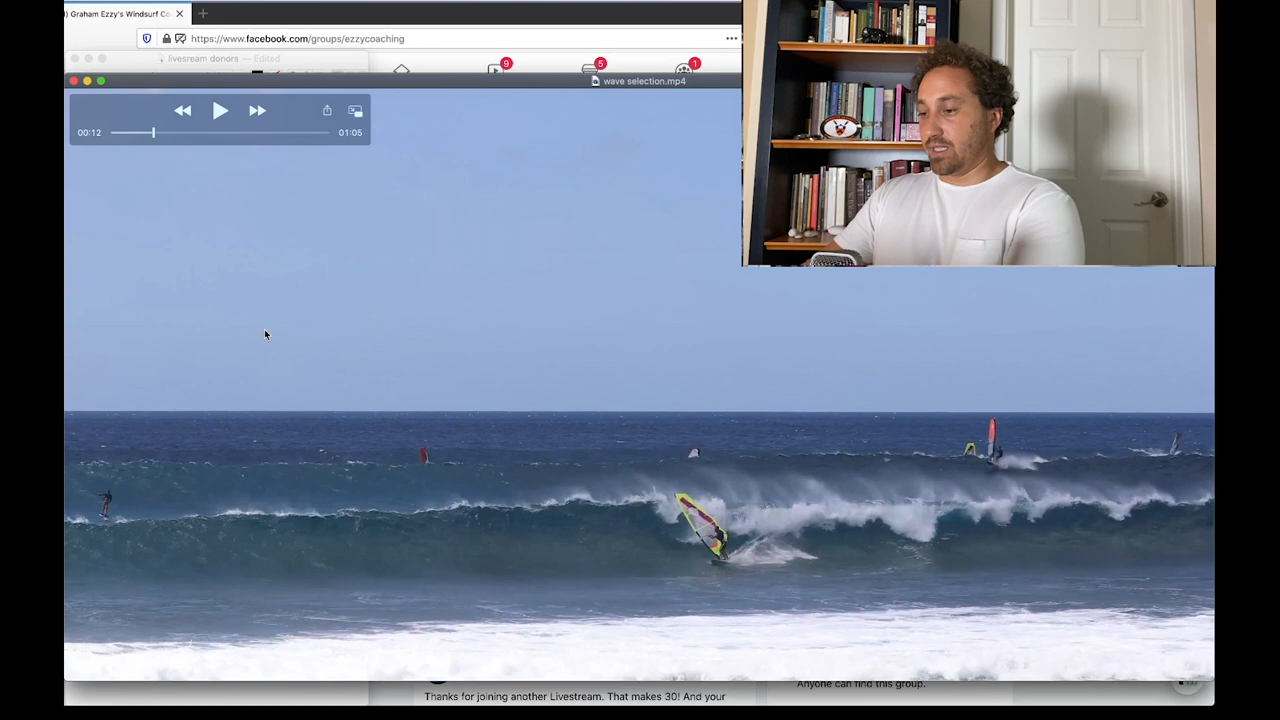 ) Graham Ezzy's Windsurf Co
https://www.facebook.com/groups/ezzycoaching
livesream donors — Edited
9
5
1
wave selection.mp4
00:12
01:05
Thanks for joining another Livestream. That makes 30! And your
Anyone can find this group.